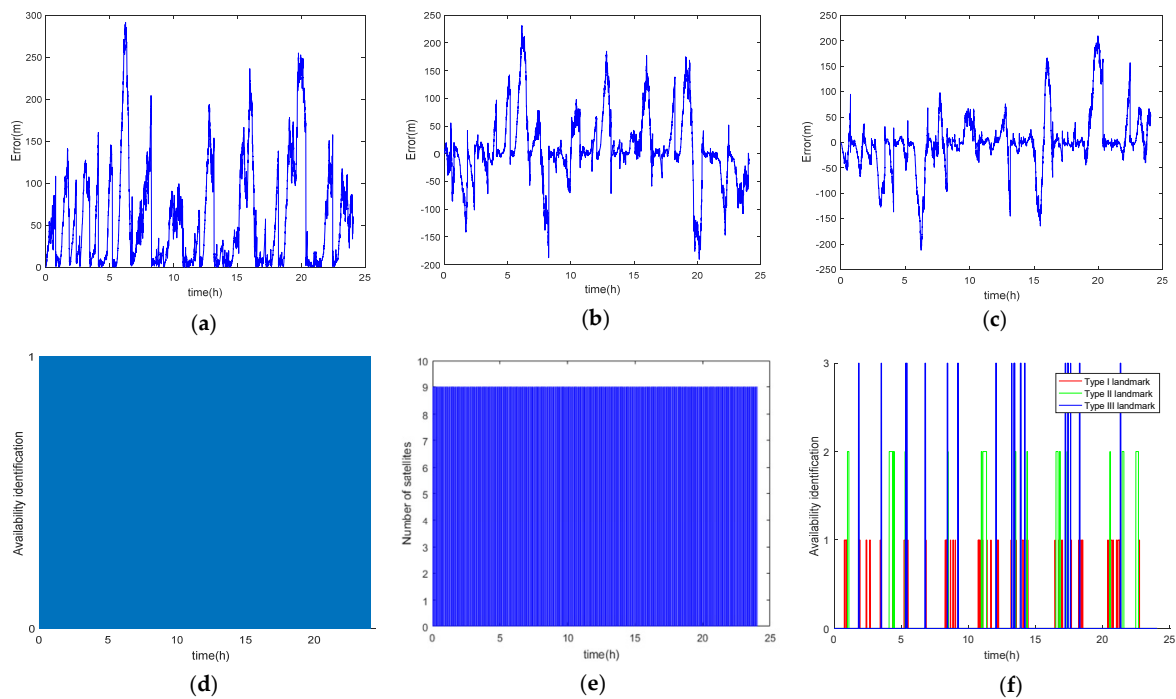 300
250
200
150
100
50
0
Error(m)
0 5 10 15 20 25
time(h)
(a)
250
200
150
100
50
0
-50
-100
-150
-200
Error(m)
0 5 10 15 20 25
time(h)
(b)
250
200
150
100
50
0
-50
-100
-150
-200
-250
Error(m)
0 5 10 15 20 25
time(h)
(c)
1
0
Availability identification
0 5 10 15 20
time(h)
(d)
10
9
8
7
6
5
4
3
2
1
0
Number of satellites
0 5 10 15 20 25
time(h)
(e)
3
2
1
0
Availability identification
Type I landmark
Type II landmark
Type III landmark
0 5 10 15 20 25
time(h)
(f)